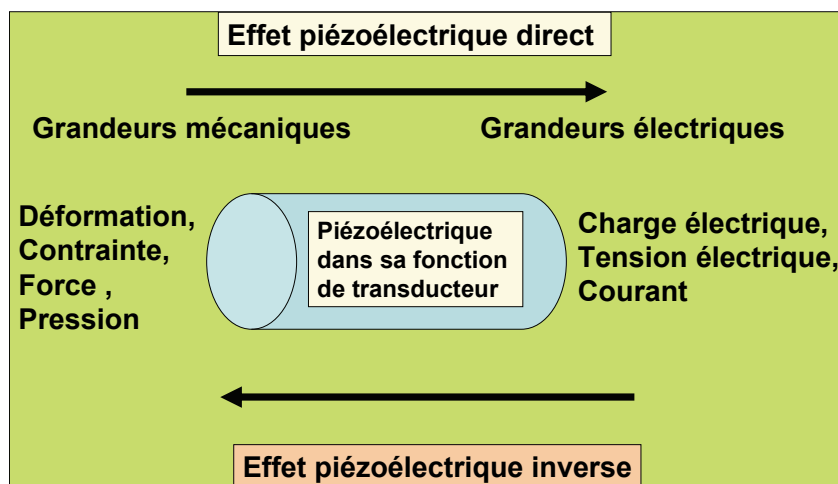 Effet piézoélectrique direct
Grandeurs mécaniques
Grandeurs électriques
Déformation,
Contrainte,
Force ,
Pression
Piézoélectrique
dans sa fonction
de transducteur
Charge électrique,
Tension électrique,
Courant
Effet piézoélectrique inverse